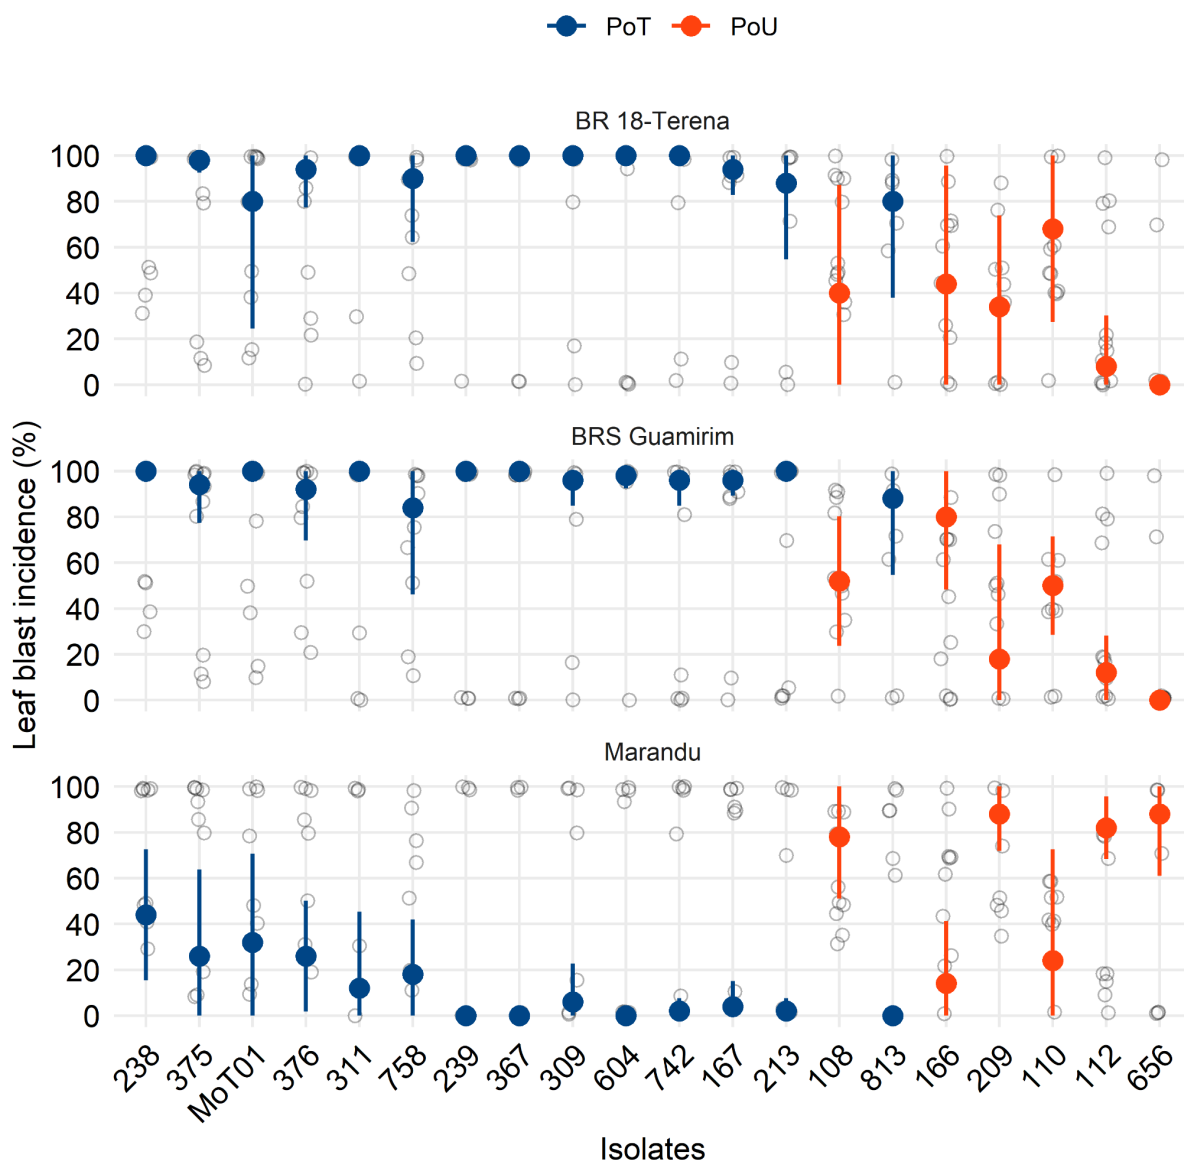 PoT PoU
BR 18-Terena
100
80
60
40
20
0
BRS Guamirim
100
80
60
40
20
0
Marandu
100
80
60
40
20
0
Leaf blast incidence (%)
238 375 MoT01 376 311 758 239 367 309 604 742 167 213 108 813 166 209 110 112 656
Isolates